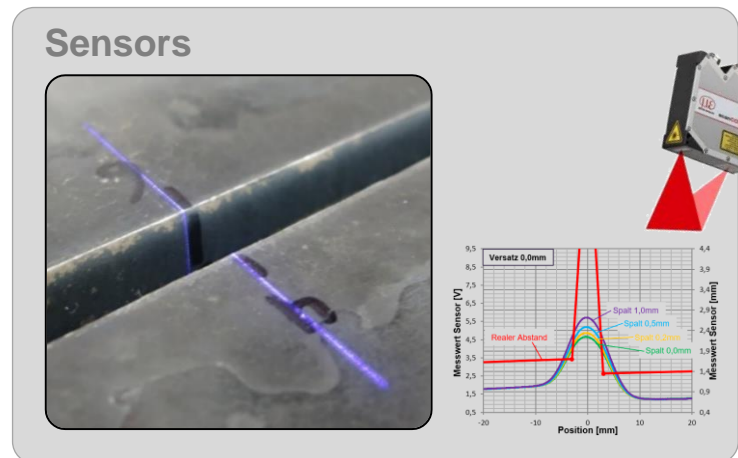 Sensors
Versatz 0,0mm
Messwert Sensor [V]
9,5
8,5
7,5
6,5
5,5
4,5
3,5
2,5
1,5
0,5
Spalt 1,0mm
Spalt 0,5mm
Spalt 0,0mm
Realer Abstand
4,4
3,9
3,4
2,9
2,4
1,9
1,4
0,9
0,4
Messwert Sensor [mm]
-20 -10 0 10 20
Position [mm]